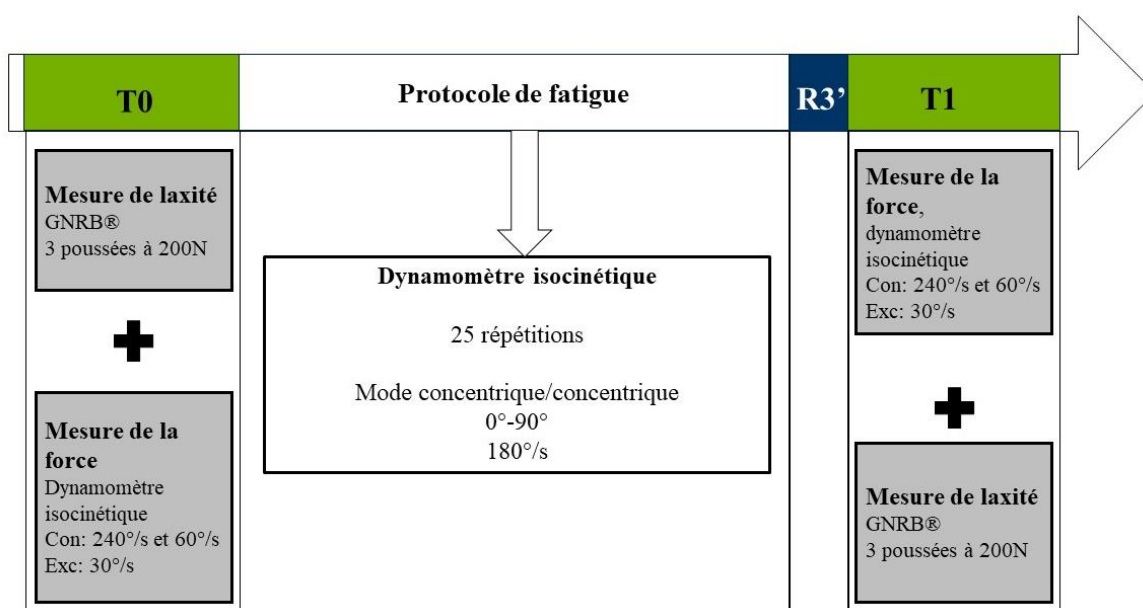 T0
Protocole de fatigue
R3’
T1
Mesure de laxité
GNRB®
3 poussées à 200N
Mesure de la
force
Dynamomètre
isocinétique
Con: 240°/s et 60°/s
Exc: 30°/s
Dynamomètre isocinétique
25 répétitions
Mode concentrique/concentrique
0°-90°
180°/s
Mesure de la
force,
dynamomètre
isocinétique
Con: 240°/s et 60°/s
Exc: 30°/s
Mesure de laxité
GNRB®
3 poussées à 200N